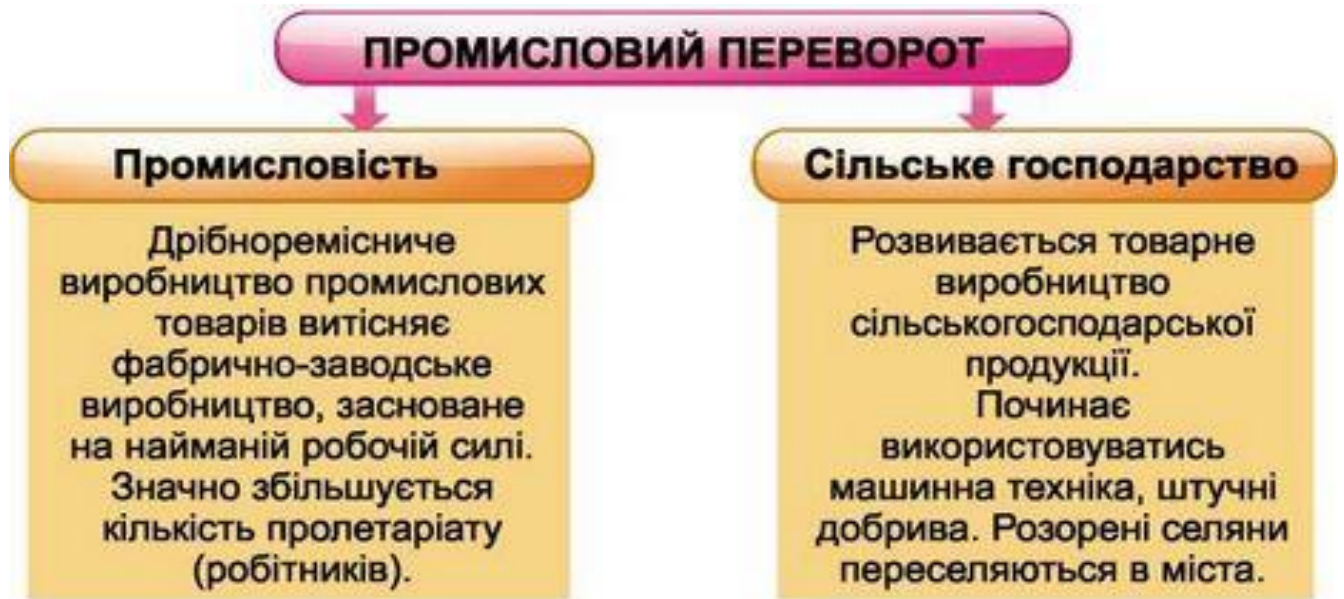 ПРОМИСЛОВИЙ ПЕРЕВОРОТ
Промисловість
Дрібноремісниче
виробництво промислових
товарів витісняє
фабрично-заводське
виробництво, засноване
на найманій робочій силі.
Значно збільшується
кількість пролетаріату
(робітників).
Сільське господарство
Розвивається товарне
виробництво
сільськогосподарської
продукції.
Починає
використовуватись
машинна техніка, штучні
добрива. Розорені селяни
переселяються в міста.